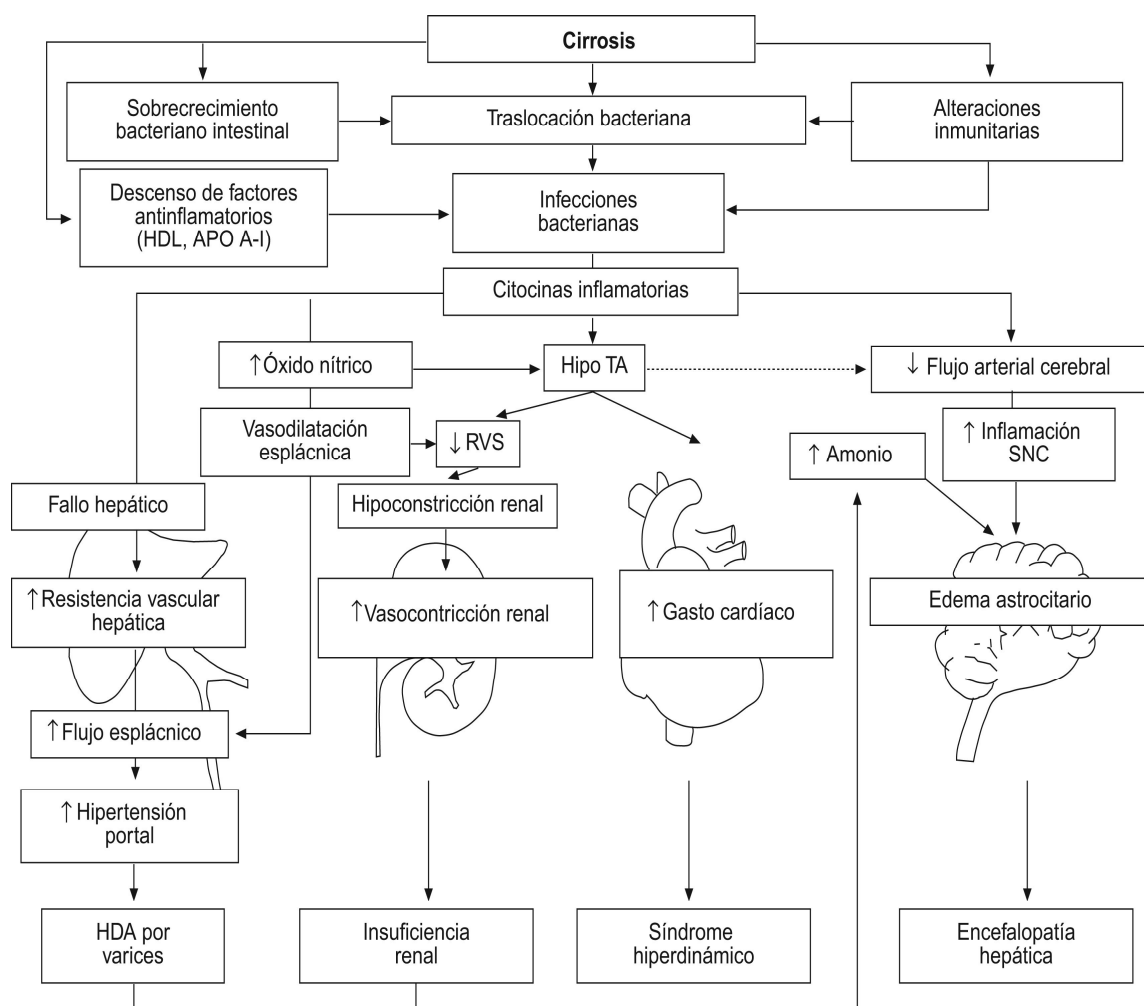 Cirrosis
Sobrecrecimiento
bacteriano intestinal
Traslocación bacteriana
Alteraciones
inmunitarias
Descenso de factores
antinflamatorios
(HDL, APO A-I)
Infecciones
bacterianas
Citocinas inflamatorias
↑ Óxido nítrico
Hipo TA
↓ Flujo arterial cerebral
Vasodilatación
esplácnica
↓ RVS
↑ Amonio
↑ Inflamación
SNC
Fallo hepático
Hipoconstricción renal
↑ Resistencia vascular
hepática
↑ Vasocontricción renal
↑ Gasto cardíaco
Edema astrocitario
↑ Flujo esplácnico
↑ Hipertensión
portal
HDA por
varices
Insuficiencia
renal
Síndrome
hiperdinámico
Encefalopatía
hepática